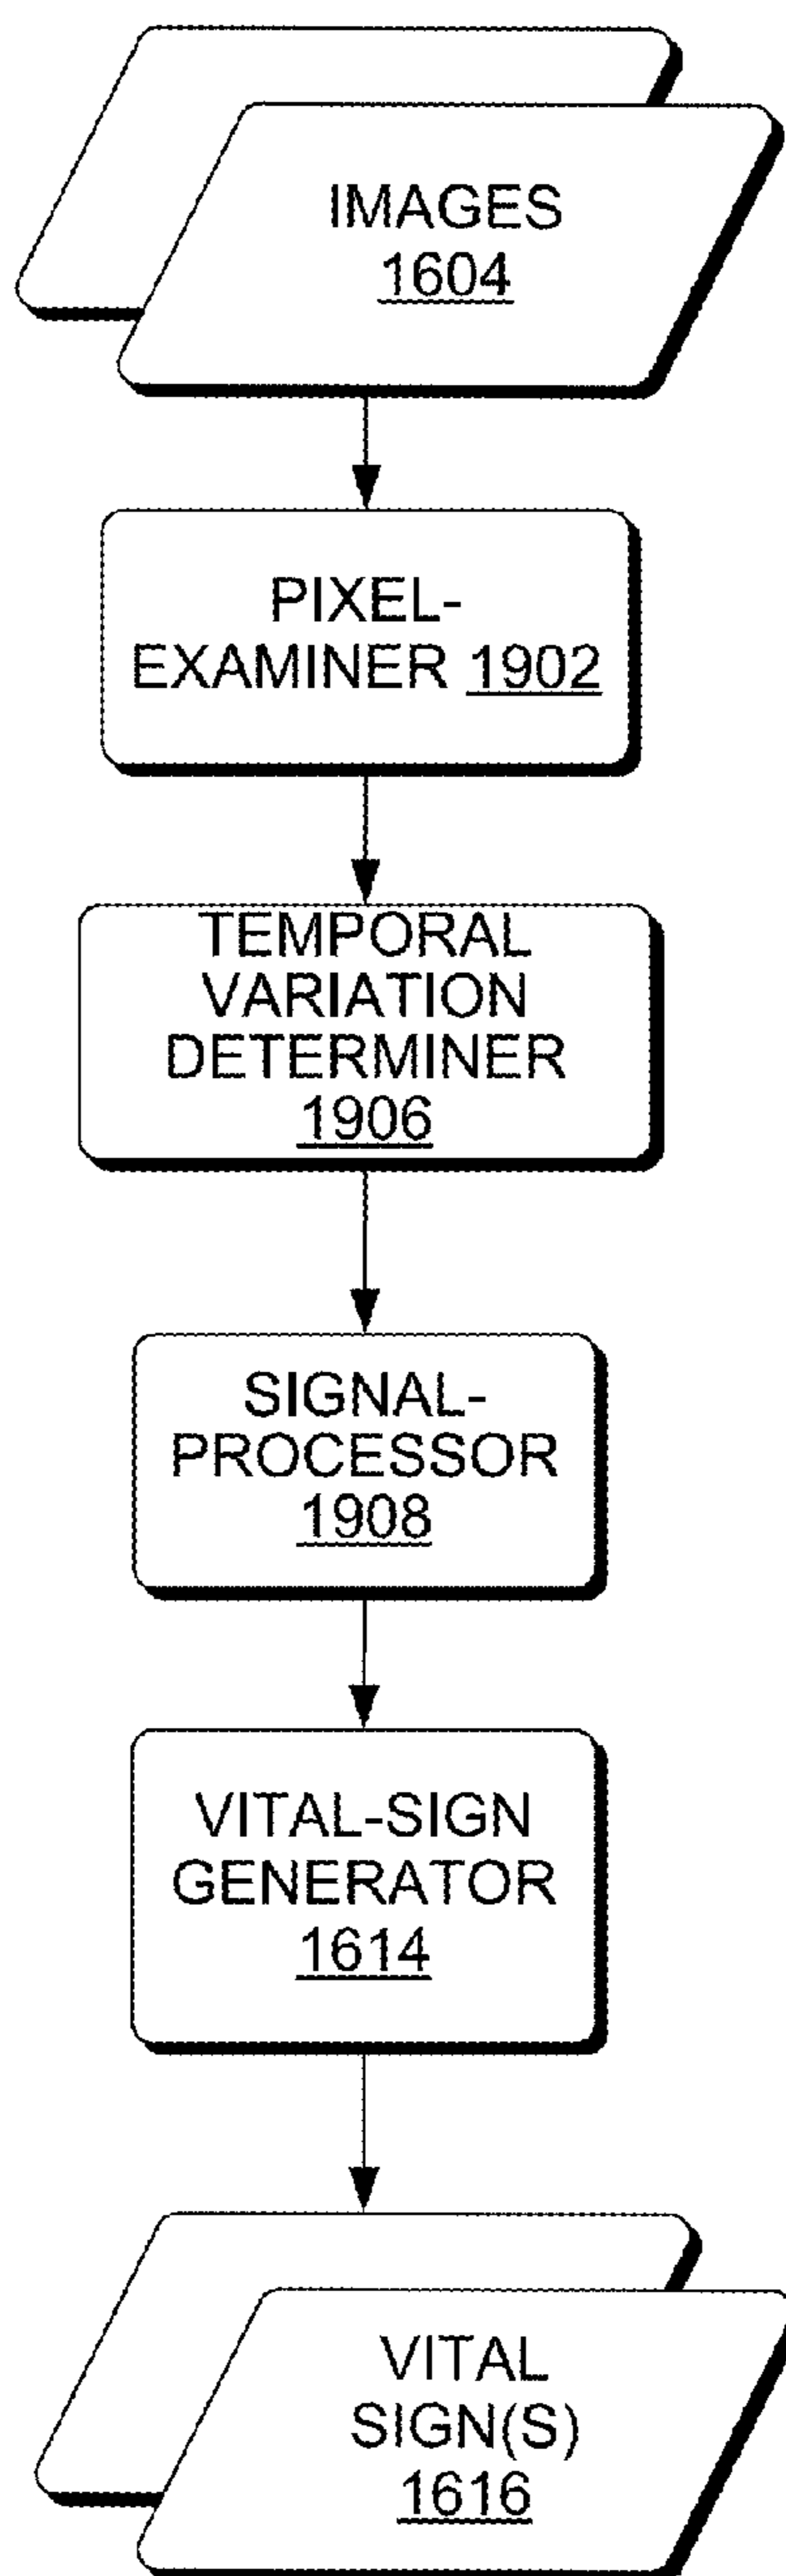 IMAGES
1604
PIXEL-
EXAMINER 1902
TEMPORAL
VARIATION
DETERMINER
1906
SIGNAL-
PROCESSOR
1908
VITAL-SIGN
GENERATOR
1614
VITAL
SIGN(S)
1616